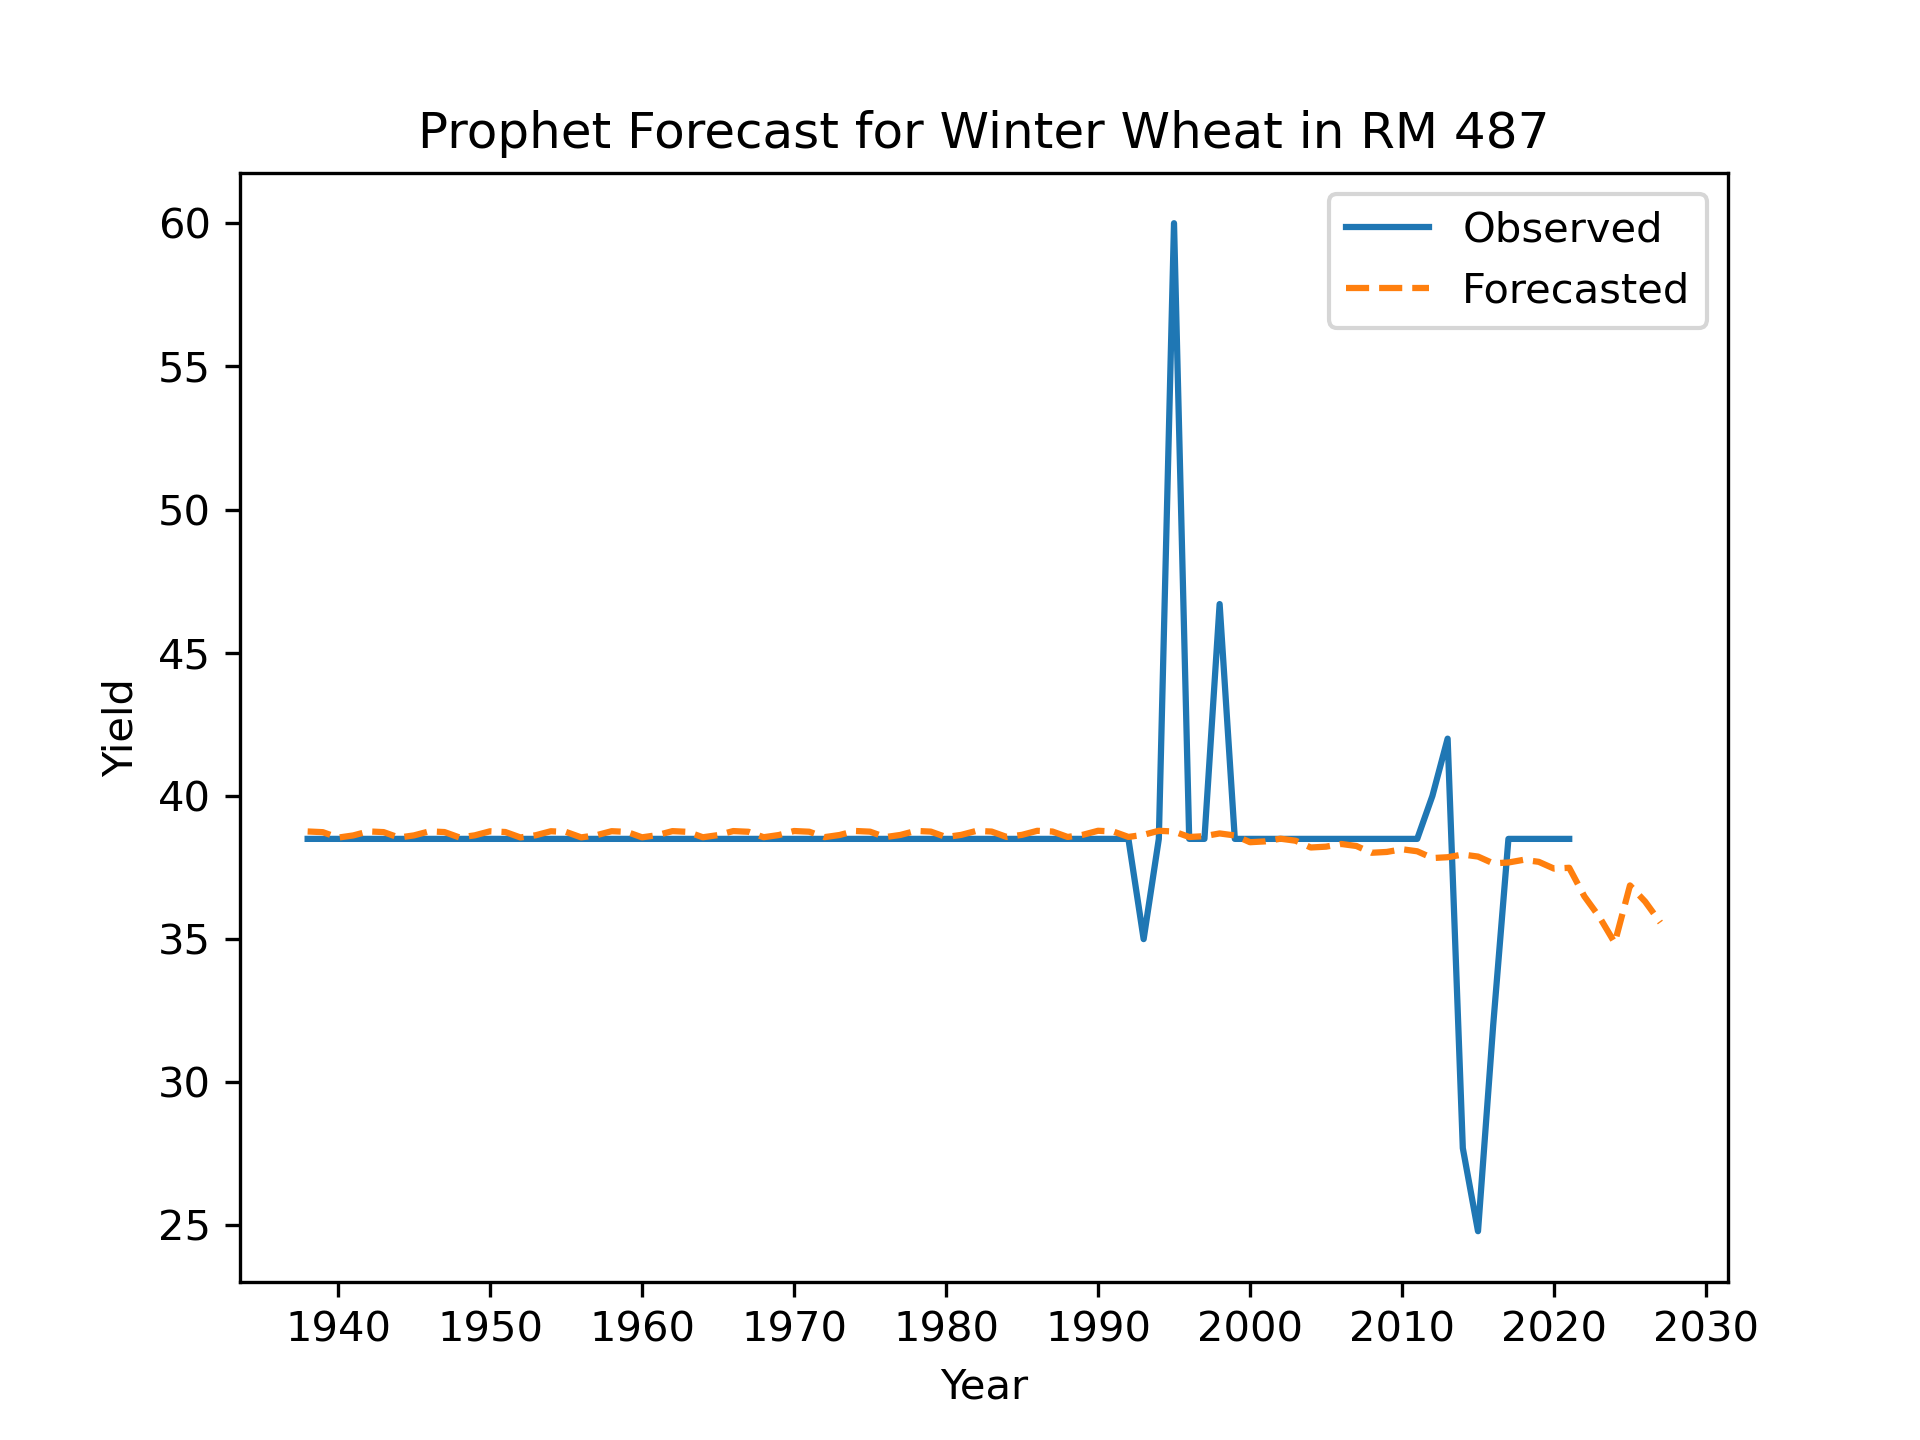 Prophet Forecast for Winter Wheat in RM 487
Observed
Forecasted
60
55
50
45
40
35
30
25
Yield
1940 1950 1960 1970 1980 1990 2000 2010 2020 2030
Year